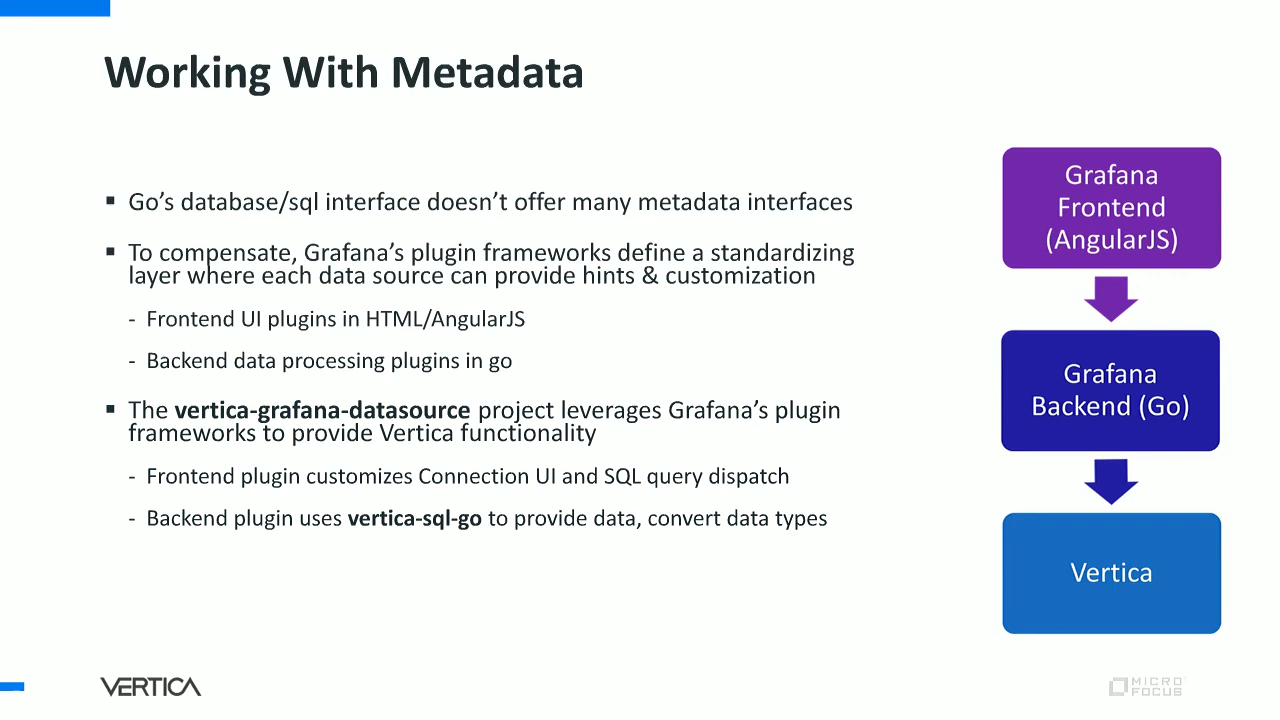 Working With Metadata
▪ Go’s database/sql interface doesn’t offer many metadata interfaces
▪ To compensate, Grafana’s plugin frameworks define a standardizing
layer where each data source can provide hints & customization
- Frontend UI plugins in HTML/AngularJS
- Backend data processing plugins in go
▪ The vertica-grafana-datasource project leverages Grafana’s plugin
frameworks to provide Vertica functionality
- Frontend plugin customizes Connection UI and SQL query dispatch
- Backend plugin uses vertica-sql-go to provide data, convert data types
Grafana
Frontend
(AngularJS)
Grafana
Backend (Go)
Vertica
VERTICA
MICRO
FOCUS